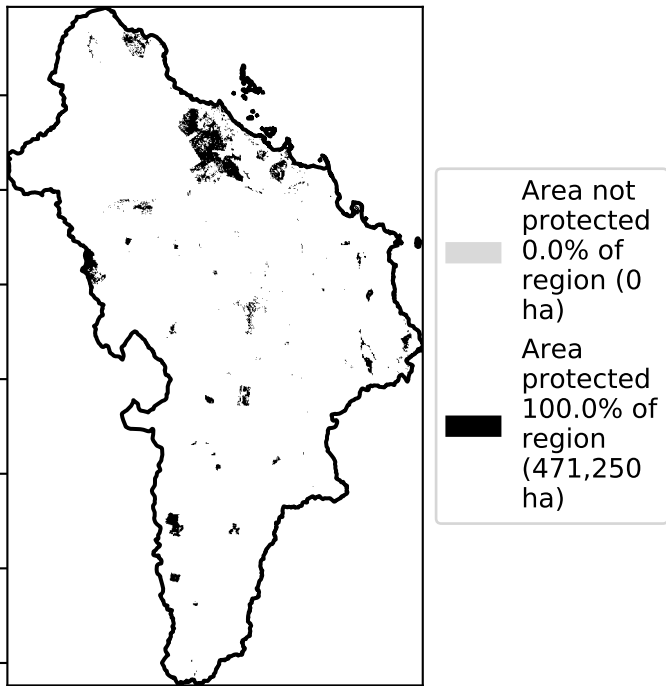 Area not
protected
0.0% of
region (0
ha)
Area
protected
100.0% of
region
(471,250
ha)